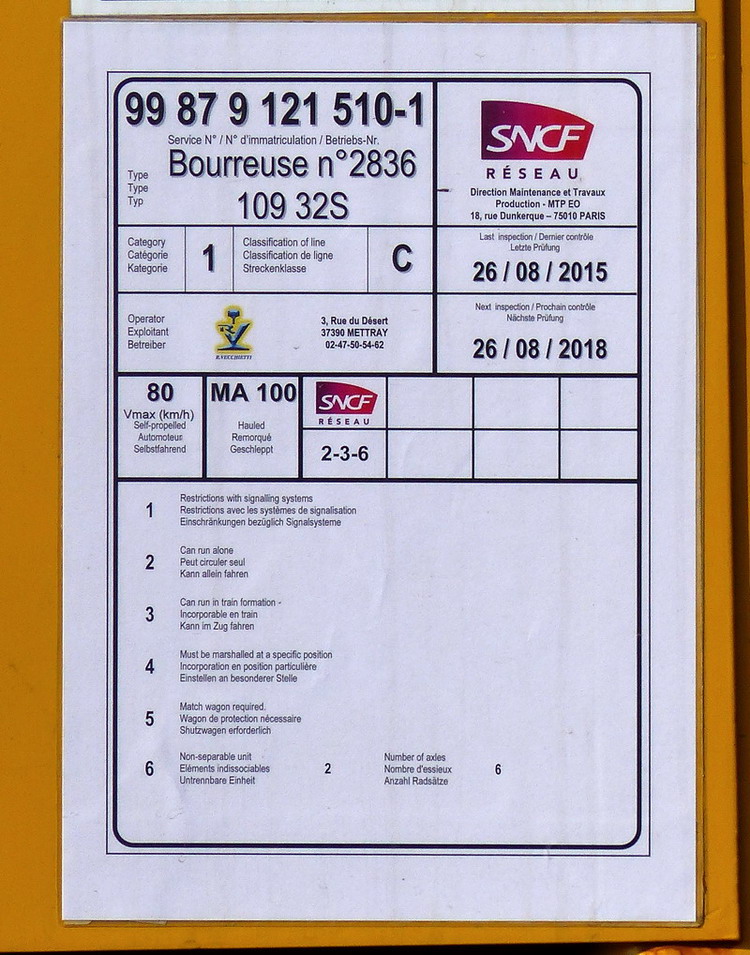 99 87 9 121 510-1
Service N° / N° d'immatriculation / Betriebs-Nr.
Type
Type
Typ
Bourreuse n°2836
109 32S
SNCF
RÉSEAU
Direction Maintenance et Travaux
Production - MTP EO
18, rue Dunkerque – 75010 PARIS
Category
Catégorie
Kategorie
1
Classification of line
Classification de ligne
Streckenklasse
C
Last inspection / Dernier contrôle
Letzte Prüfung
26 / 08 / 2015
Operator
Exploitant
Betreiber
R.VECCHIETTI
3, Rue du Désert
37390 METTRAY
02-47-50-54-62
Next inspection / Prochain contrôle
Nächste Prüfung
26 / 08 / 2018
80
Vmax (km/h)
Self-propelled
Automoteur
Selbstfahrend
MA 100
Hauled
Remorqué
Geschleppt
SNCF
RÉSEAU
2-3-6
1
Restrictions with signalling systems
Restrictions avec les systèmes de signalisation
Einschränkungen bezüglich Signalsysteme
2
Can run alone
Peut circuler seul
Kann allein fahren
3
Can run in train formation -
Incorporable en train
Kann im Zug fahren
4
Must be marshalled at a specific position
Incorporation en position particulière
Einstellen an besonderer Stelle
5
Match wagon required.
Wagon de protection nécessaire
Shutzwagen erforderlich
6
Non-separable unit
Eléments indissociables
Untrennbare Einheit
2
Number of axles
Nombre d'essieux
Anzahl Radsätze
6